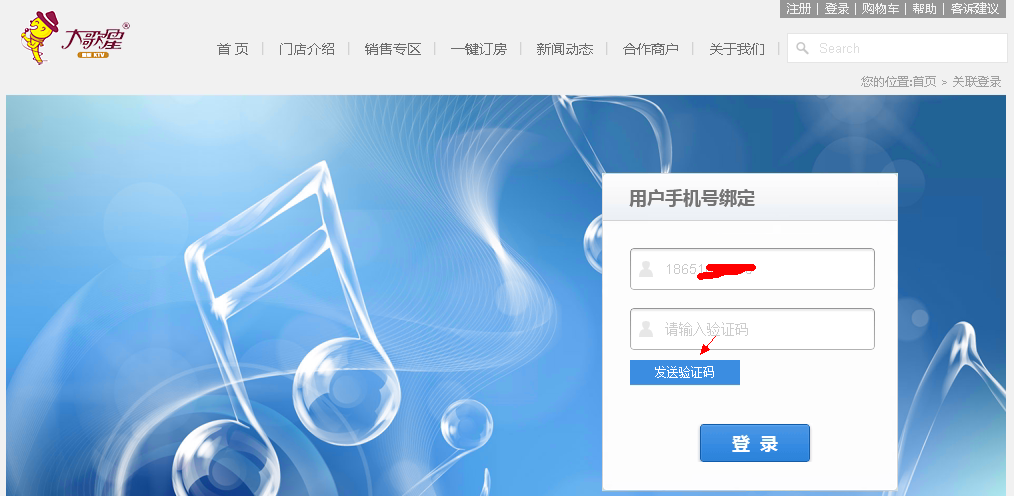 注册 | 登录 | 购物车 | 帮助 | 客诉建议
大歌星®
首 页 | 门店介绍 | 销售专区 | 一键订房 | 新闻动态 | 合作商户 | 关于我们 |
Search
您的位置:首页 > 关联登录
用户手机号绑定
18651
请输入验证码
发送验证码
登 录